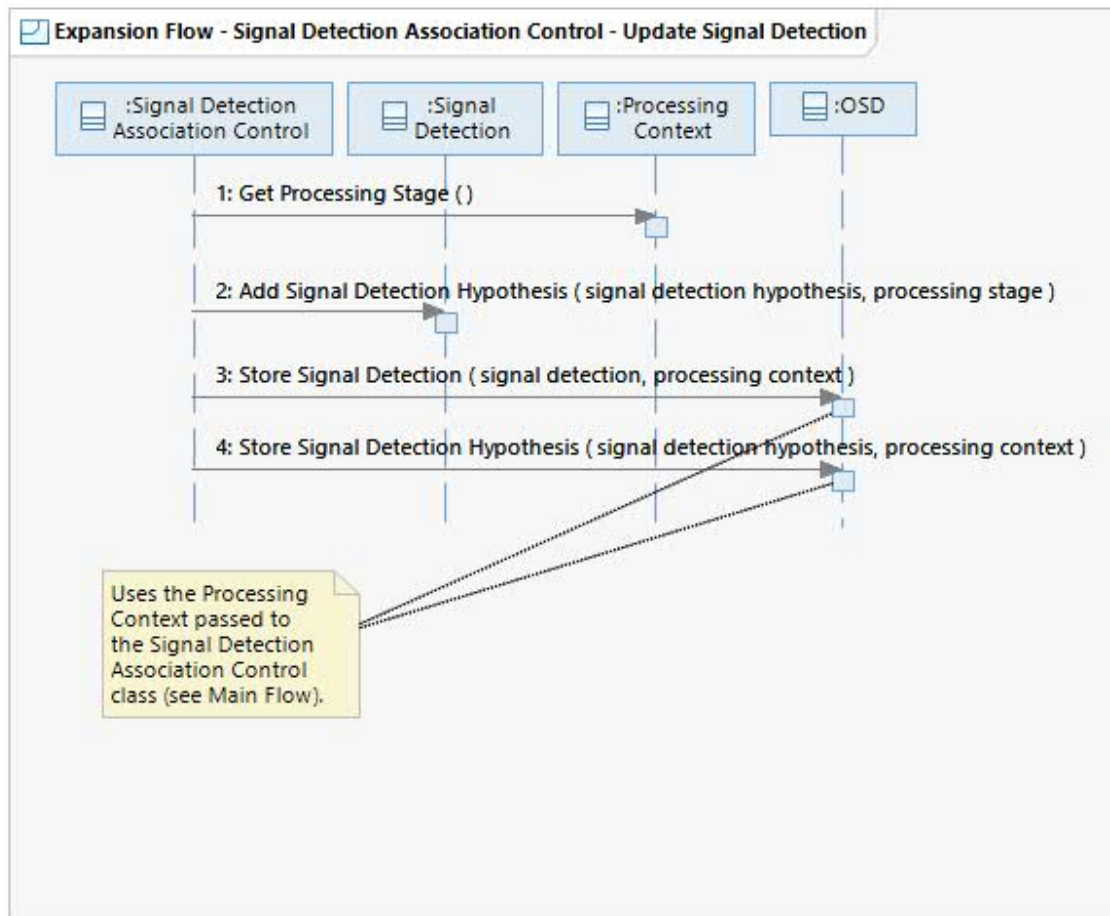 Expansion Flow - Signal Detection Association Control - Update Signal Detection
:Signal Detection
Association Control
:Signal
Detection
:Processing
Context
:OSD
1: Get Processing Stage ( )
2: Add Signal Detection Hypothesis ( signal detection hypothesis, processing stage )
3: Store Signal Detection ( signal detection, processing context )
4: Store Signal Detection Hypothesis ( signal detection hypothesis, processing context )
Uses the Processing
Context passed to
the Signal Detection
Association Control
class (see Main Flow).